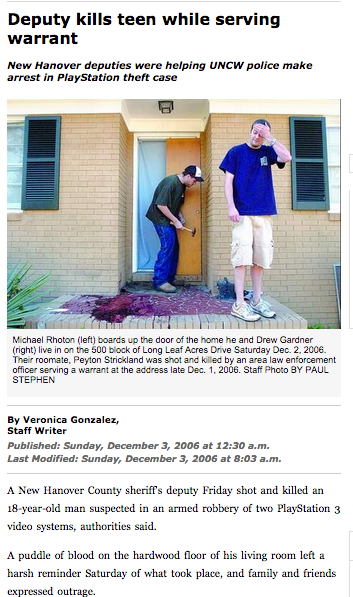 Deputy kills teen while serving
warrant
New Hanover deputies were helping UNCW police make
arrest in PlayStation theft case
Michael Rhoton (left) boards up the door of the home he and Drew Gardner
(right) live in on the 500 block of Long Leaf Acres Drive Saturday Dec. 2, 2006.
Their roomate, Peyton Strickland was shot and killed by an area law enforcement
officer serving a warrant at the address late Dec. 1, 2006. Staff Photo BY PAUL
STEPHEN
By Veronica Gonzalez,
Staff Writer
Published: Sunday, December 3, 2006 at 12:30 a.m.
Last Modified: Sunday, December 3, 2006 at 8:03 a.m.
A New Hanover County sheriff's deputy Friday shot and killed an
18-year-old man suspected in an armed robbery of two PlayStation 3
video systems, authorities said.
A puddle of blood on the hardwood floor of his living room left a
harsh reminder Saturday of what took place, and family and friends
expressed outrage.